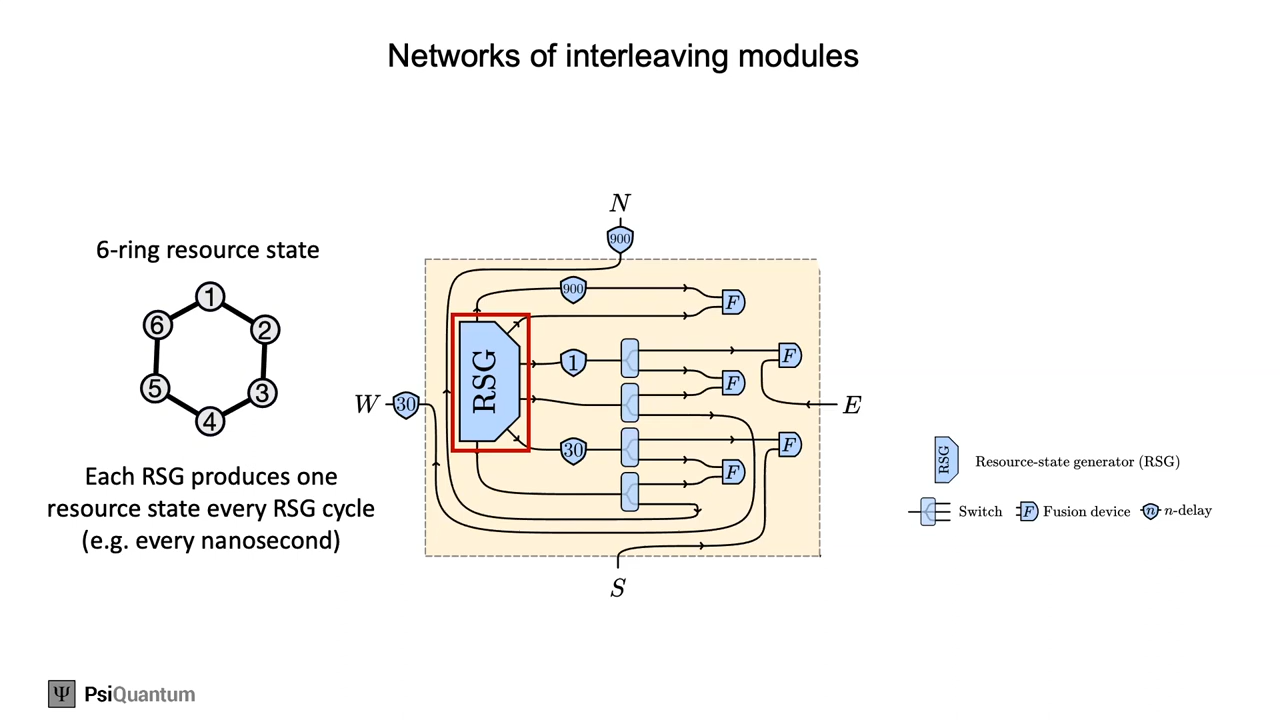 Networks of interleaving modules
6-ring resource state
1
6
2
5
3
4
Each RSG produces one
resource state every RSG cycle
(e.g. every nanosecond)
N
900
900
F
RSG
1
F
F
W
30
E
30
F
F
S
RSG
Resource-state generator (RSG)
Switch
F
Fusion device
n
n-delay
Ψ PsiQuantum